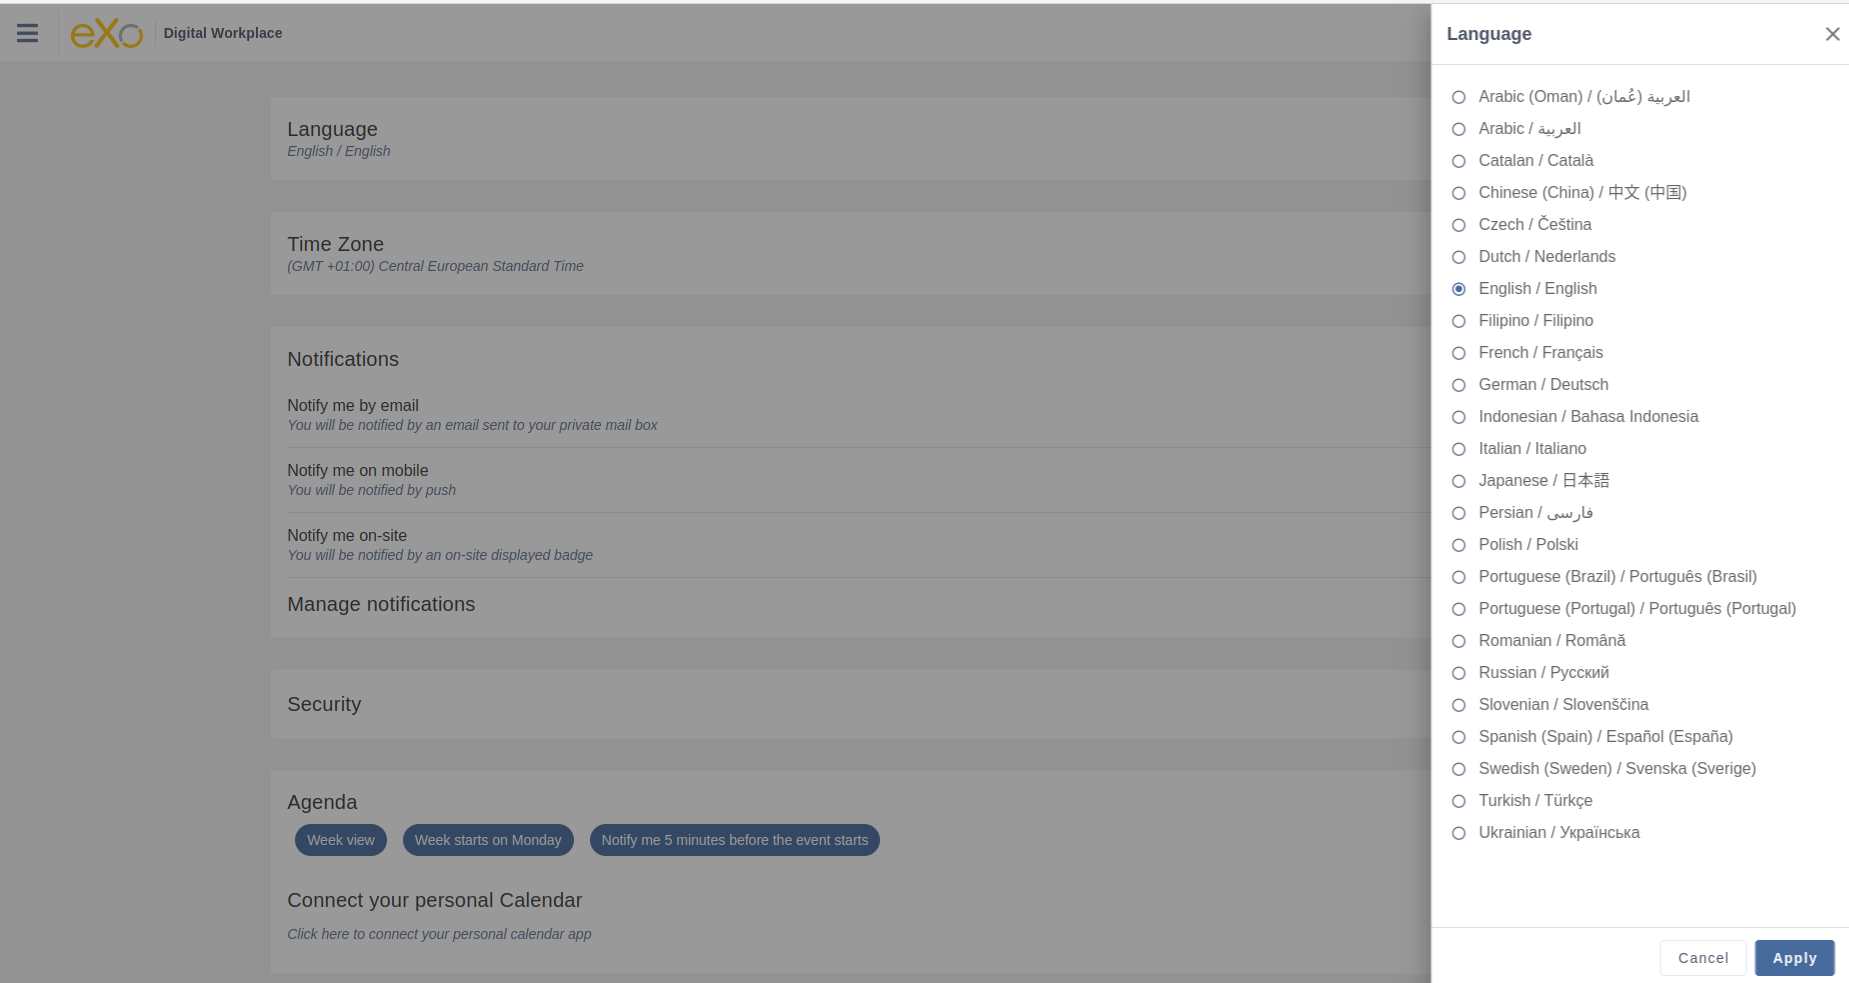 eXo
Digital Workplace
Language
English / English
Time Zone
(GMT +01:00) Central European Standard Time
Notifications
Notify me by email
You will be notified by an email sent to your private mail box
Notify me on mobile
You will be notified by push
Notify me on-site
You will be notified by an on-site displayed badge
Manage notifications
Security
Agenda
Week view
Week starts on Monday
Notify me 5 minutes before the event starts
Connect your personal Calendar
Click here to connect your personal calendar app
Language
Arabic (Oman) / العربية (عُمان)
Arabic / العربية
Catalan / Català
Chinese (China) / 中文 (中国)
Czech / Čeština
Dutch / Nederlands
English / English
Filipino / Filipino
French / Français
German / Deutsch
Indonesian / Bahasa Indonesia
Italian / Italiano
Japanese / 日本語
Persian / فارسی
Polish / Polski
Portuguese (Brazil) / Português (Brasil)
Portuguese (Portugal) / Português (Portugal)
Romanian / Română
Russian / Русский
Slovenian / Slovenščina
Spanish (Spain) / Español (España)
Swedish (Sweden) / Svenska (Sverige)
Turkish / Türkçe
Ukrainian / Українська
Cancel
Apply